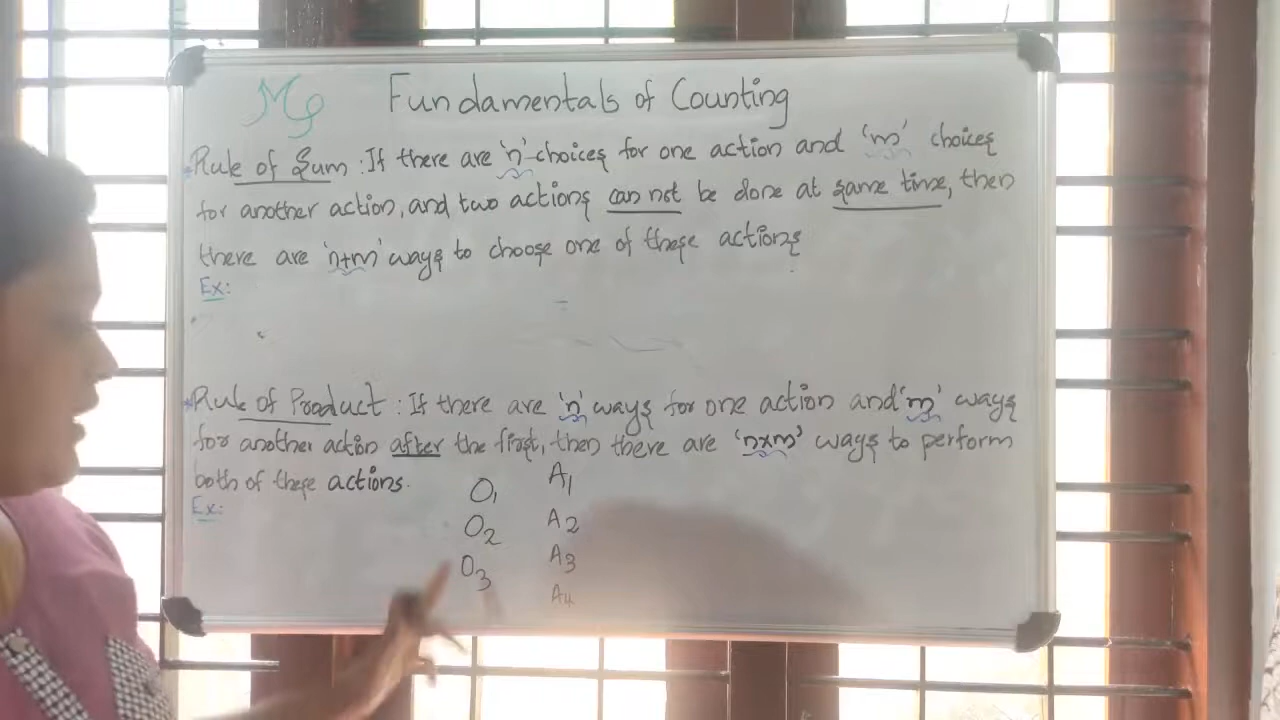 Mg
Fundamentals of Counting
Rule of Sum : If there are 'n' choices for one action and 'm' choices
for another action, and two actions can not be done at same time, then
there are 'n+m' ways to choose one of these actions
Ex:
Rule of Product : If there are 'n' ways for one action and 'm' ways
for another action after the first, then there are 'n×m' ways to perform
both of these actions.
Ex:
O1 A1
O2 A2
O3 A3
A4